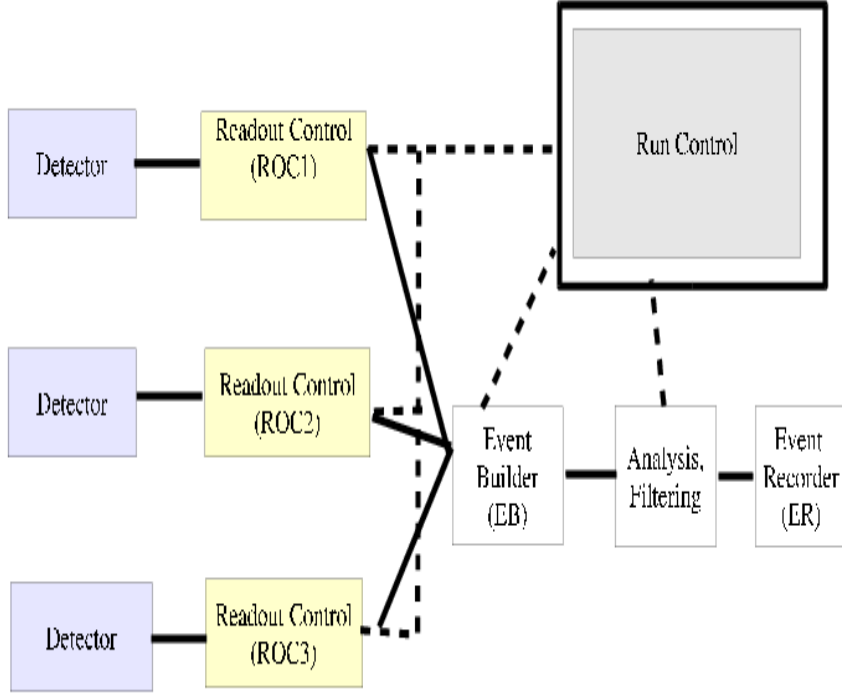 Detector
Readout Control
(ROC1)
Run Control
Detector
Readout Control
(ROC2)
Event
Builder
(EB)
Analysis,
Filtering
Event
Recorder
(ER)
Detector
Readout Control
(ROC3)